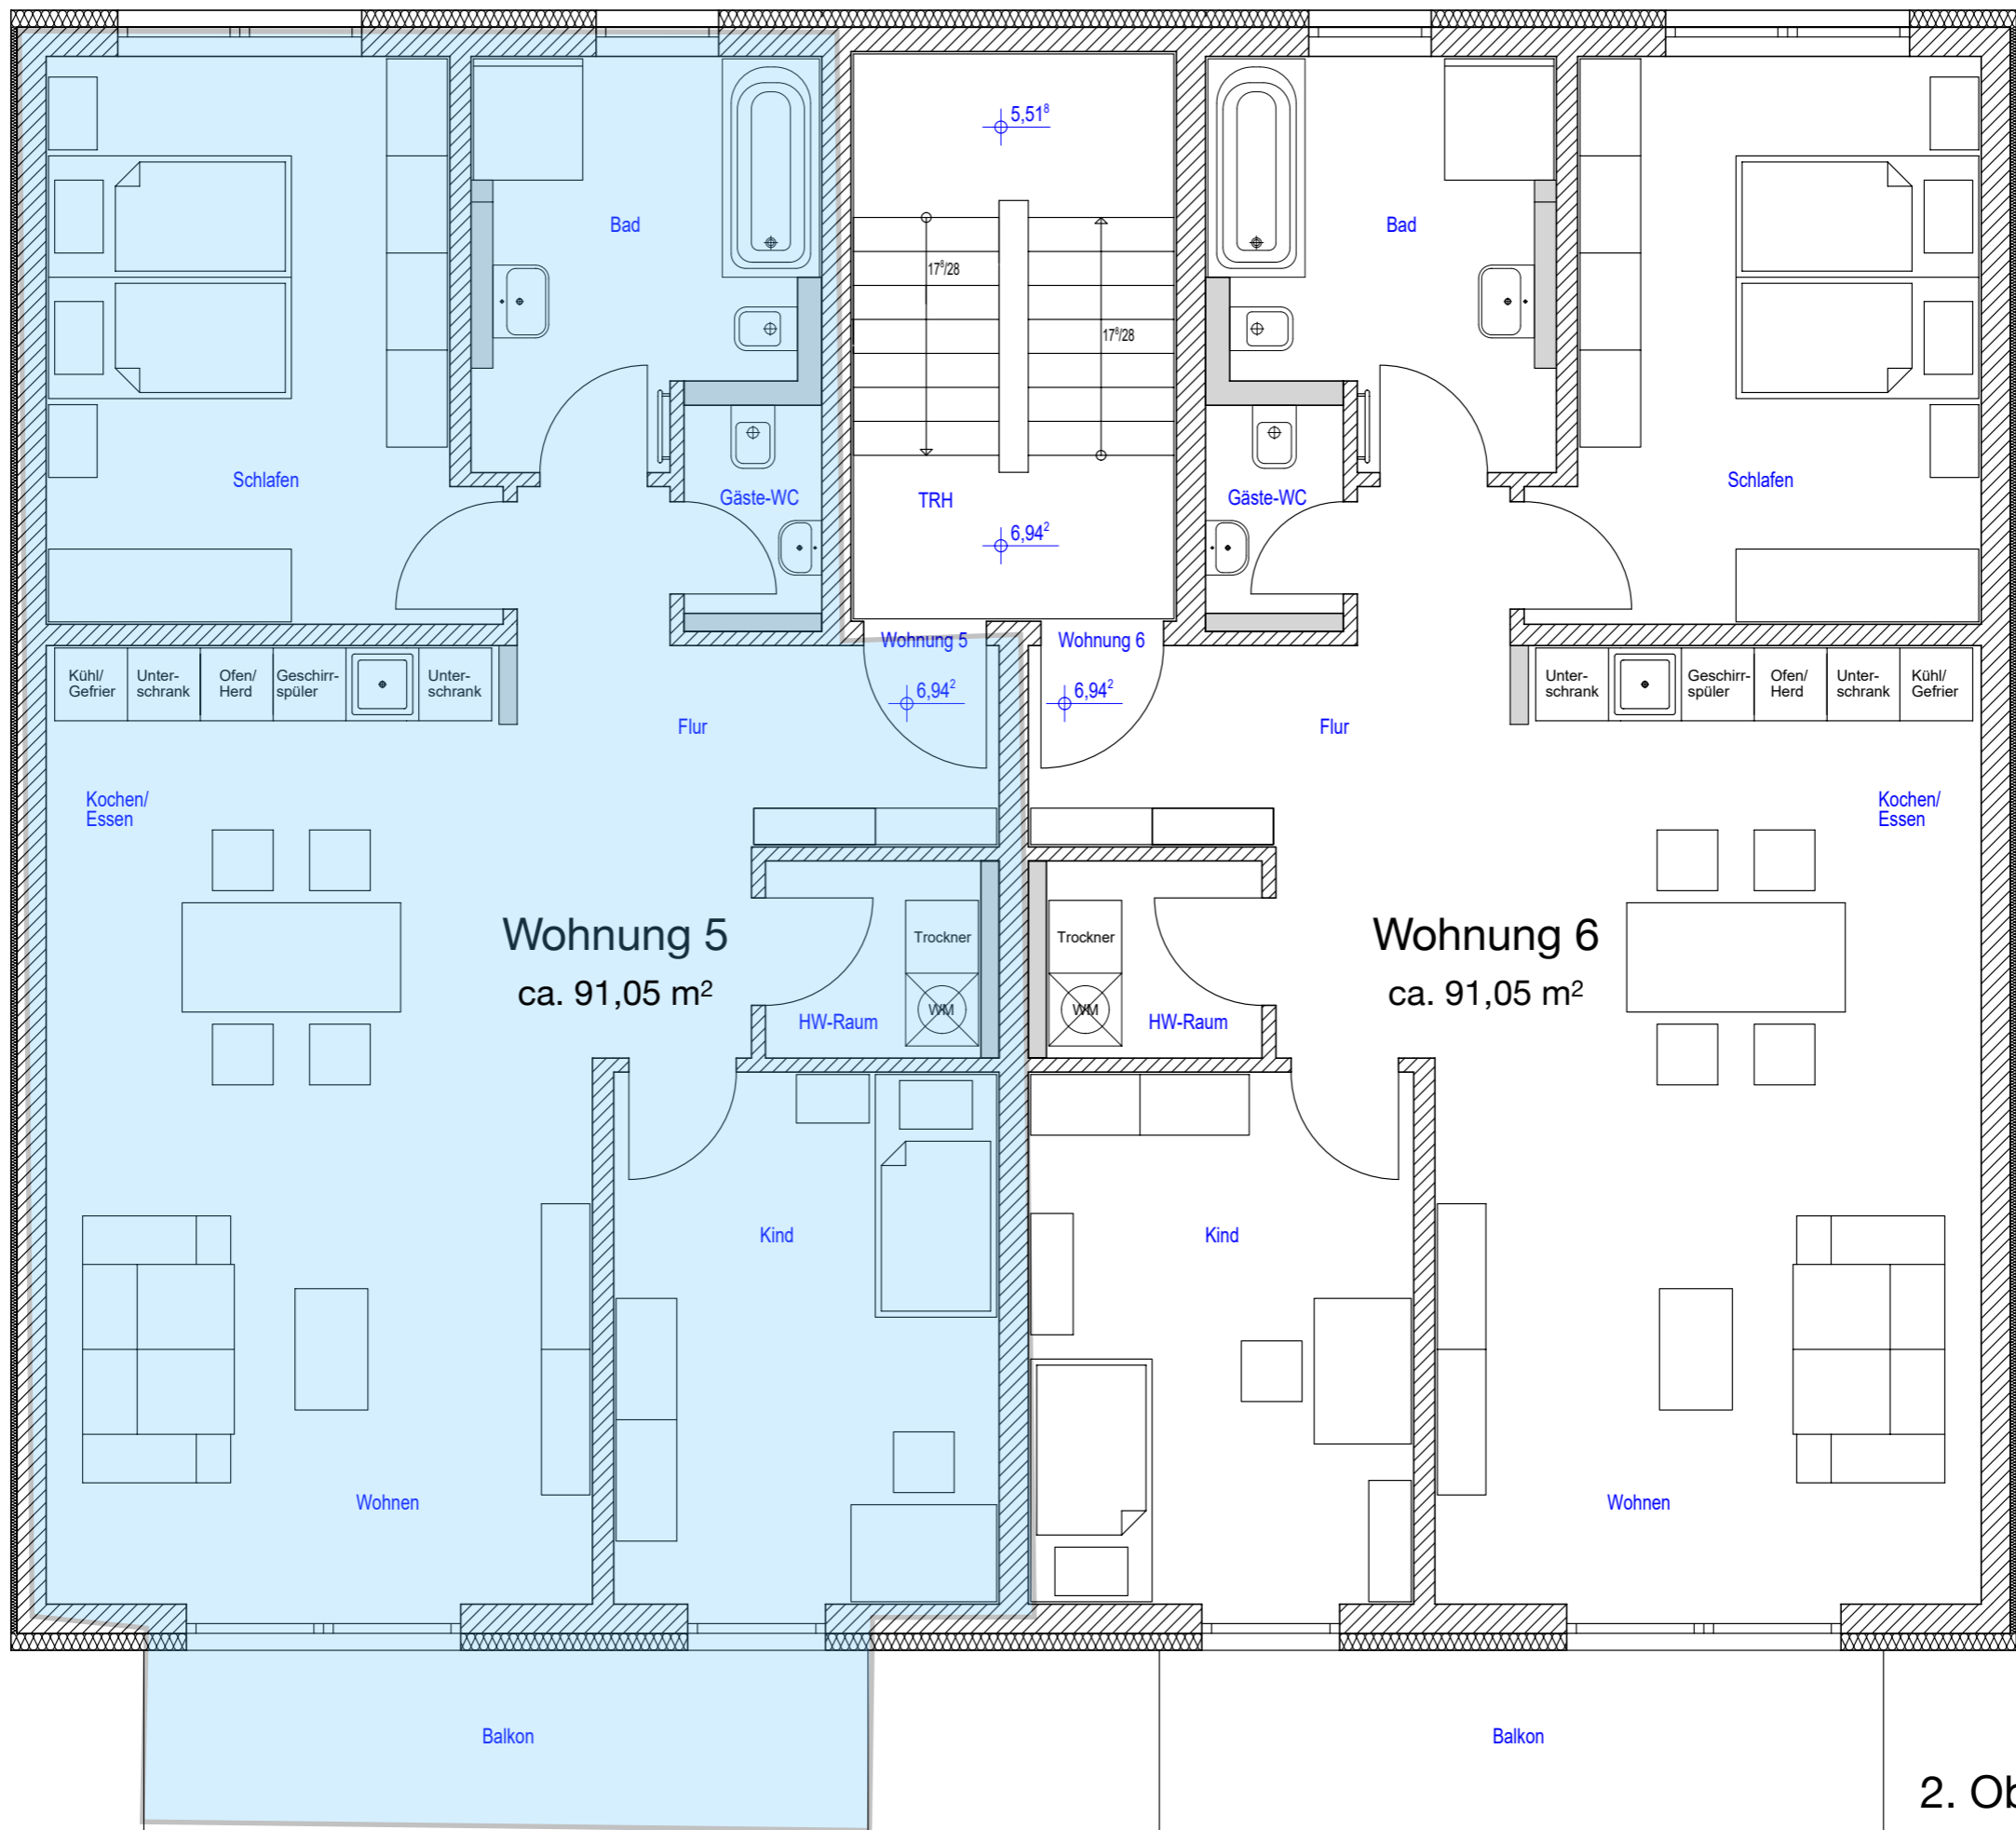 5,51⁸
Bad
Bad
17⁸/28
17⁸/28
Schlafen
Gäste-WC
TRH
Gäste-WC
Schlafen
6,94²
Wohnung 5
Wohnung 6
Kühl/
Gefrier
Unter-
schrank
Ofen/
Herd
Geschirr-
spüler
Unter-
schrank
6,94²
6,94²
Unter-
schrank
Geschirr-
spüler
Ofen/
Herd
Unter-
schrank
Kühl/
Gefrier
Flur
Flur
Kochen/
Essen
Kochen/
Essen
Wohnung 5
ca. 91,05 m²
Trockner
WM
HW-Raum
Trockner
WM
HW-Raum
Wohnung 6
ca. 91,05 m²
Kind
Kind
Wohnen
Wohnen
Balkon
Balkon
2. Ob